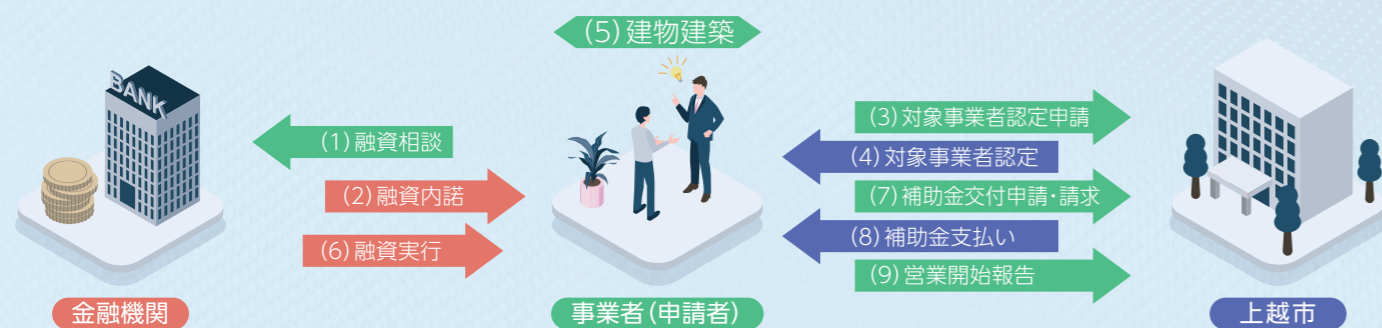 (5)建物建築
BANK
(1)融資相談
(2)融資内諾
(6)融資実行
(3)対象事業者認定申請
(4)対象事業者認定
(7)補助金交付申請・請求
(8)補助金支払い
(9)営業開始報告
金融機関
事業者(申請者)
上越市